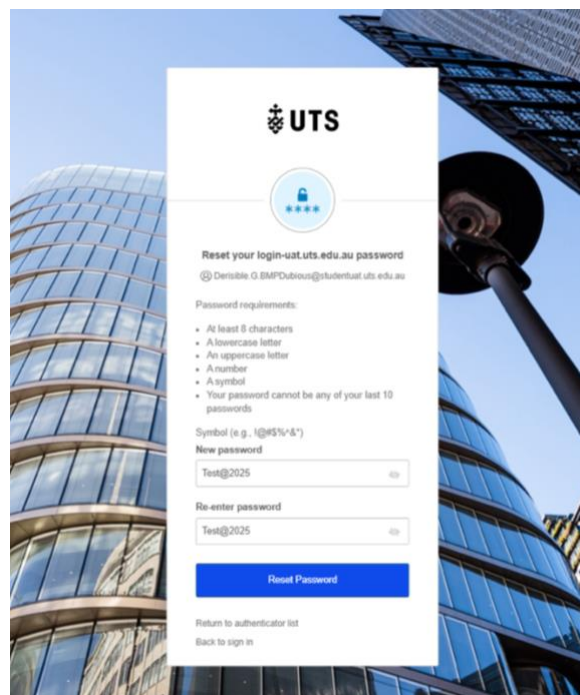 UTS
****
Reset your login-uat.uts.edu.au password
Derisible.G.BMPDubious@studentuat.uts.edu.au
Password requirements:
• At least 8 characters
• A lowercase letter
• An uppercase letter
• A number
• A symbol
• Your password cannot be any of your last 10
passwords
Symbol (e.g., !@#$%^&*)
New password
Test@2025
Re-enter password
Test@2025
Reset Password
Return to authenticator list
Back to sign in